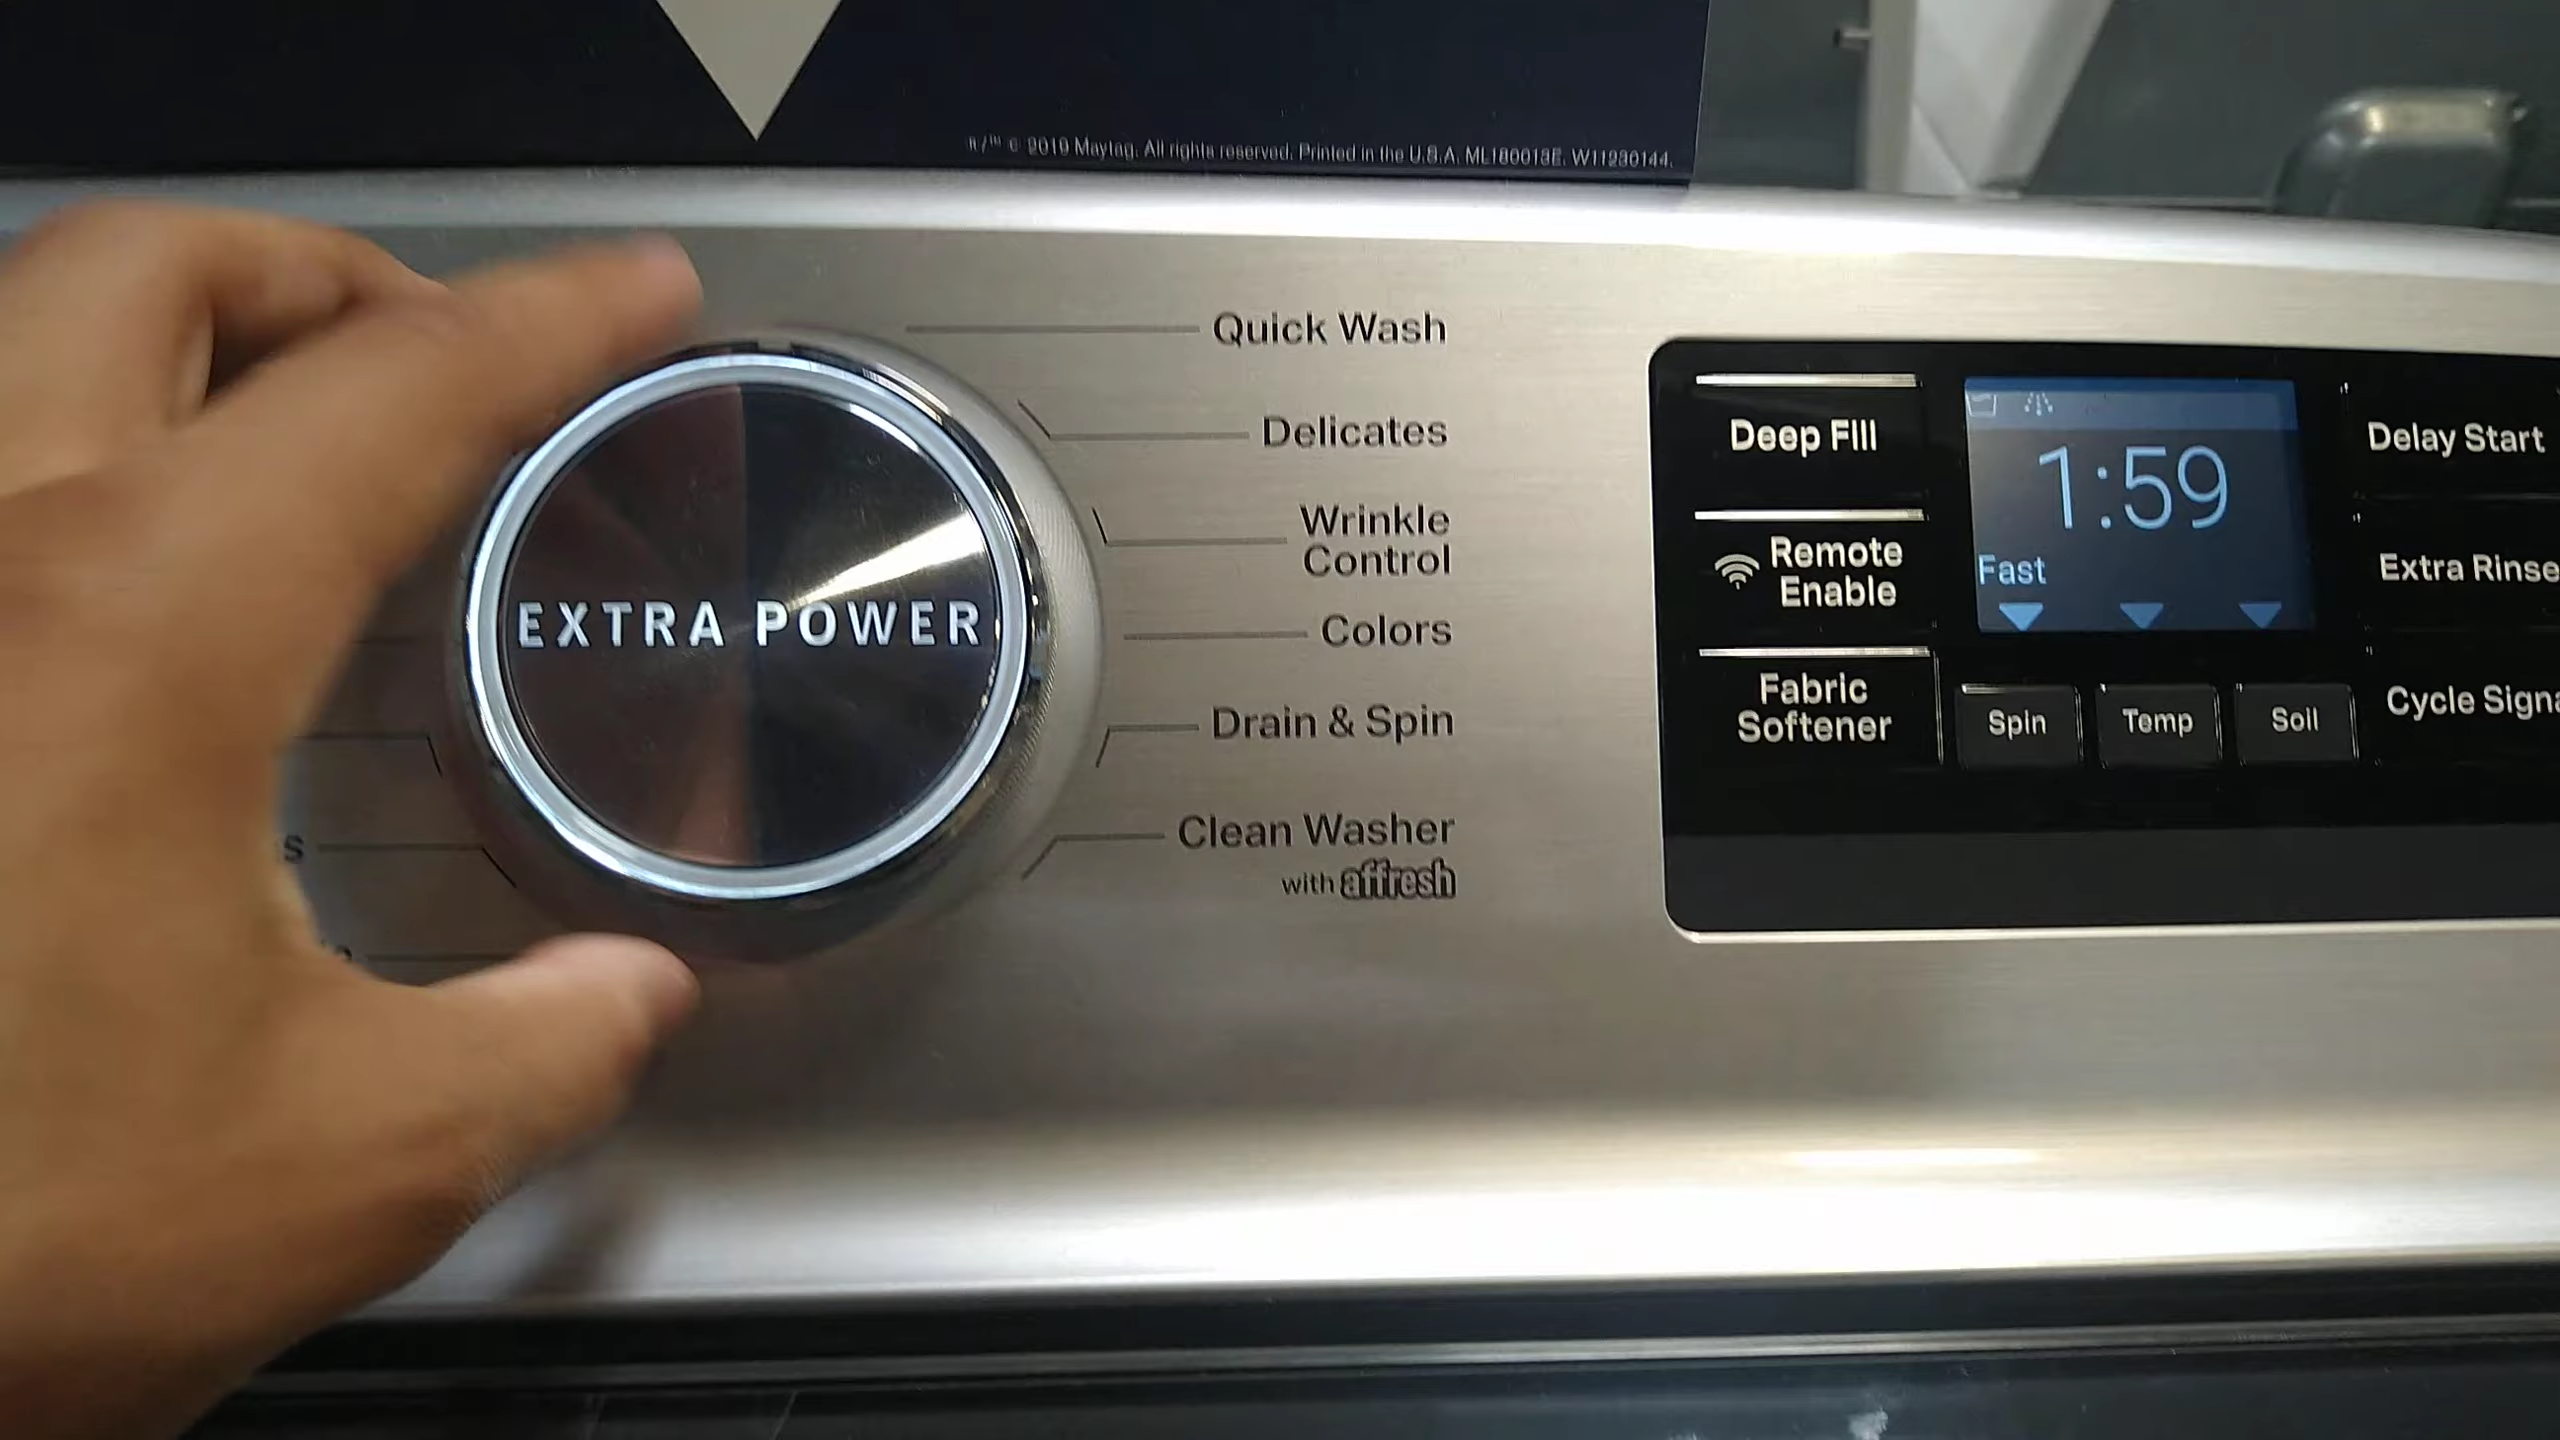 ® / ™ © 2019 Maytag. All rights reserved. Printed in the U.S.A. ML180013E. W11230144.
Quick Wash
Delicates
Wrinkle
Control
Colors
Drain & Spin
Clean Washer
with affresh
EXTRA POWER
s
Deep Fill
Remote
Enable
Fabric
Softener
1:59
Fast
Spin
Temp
Soil
Delay Start
Extra Rinse
Cycle Signa